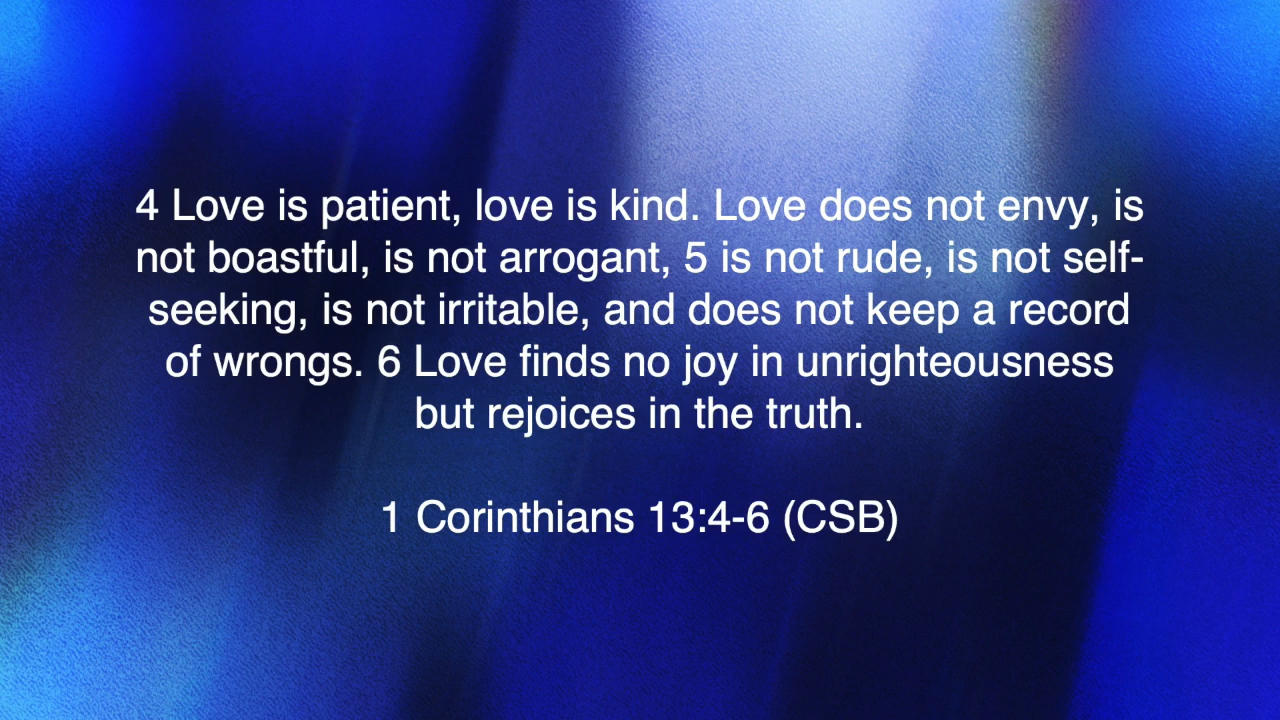 4 Love is patient, love is kind. Love does not envy, is
not boastful, is not arrogant, 5 is not rude, is not self-
seeking, is not irritable, and does not keep a record
of wrongs. 6 Love finds no joy in unrighteousness
but rejoices in the truth.
1 Corinthians 13:4-6 (CSB)